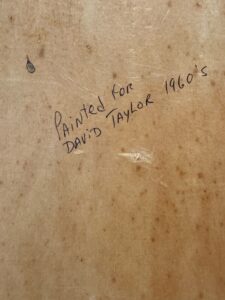 PAiNted FoR
DAViD TAYLOR 1960's